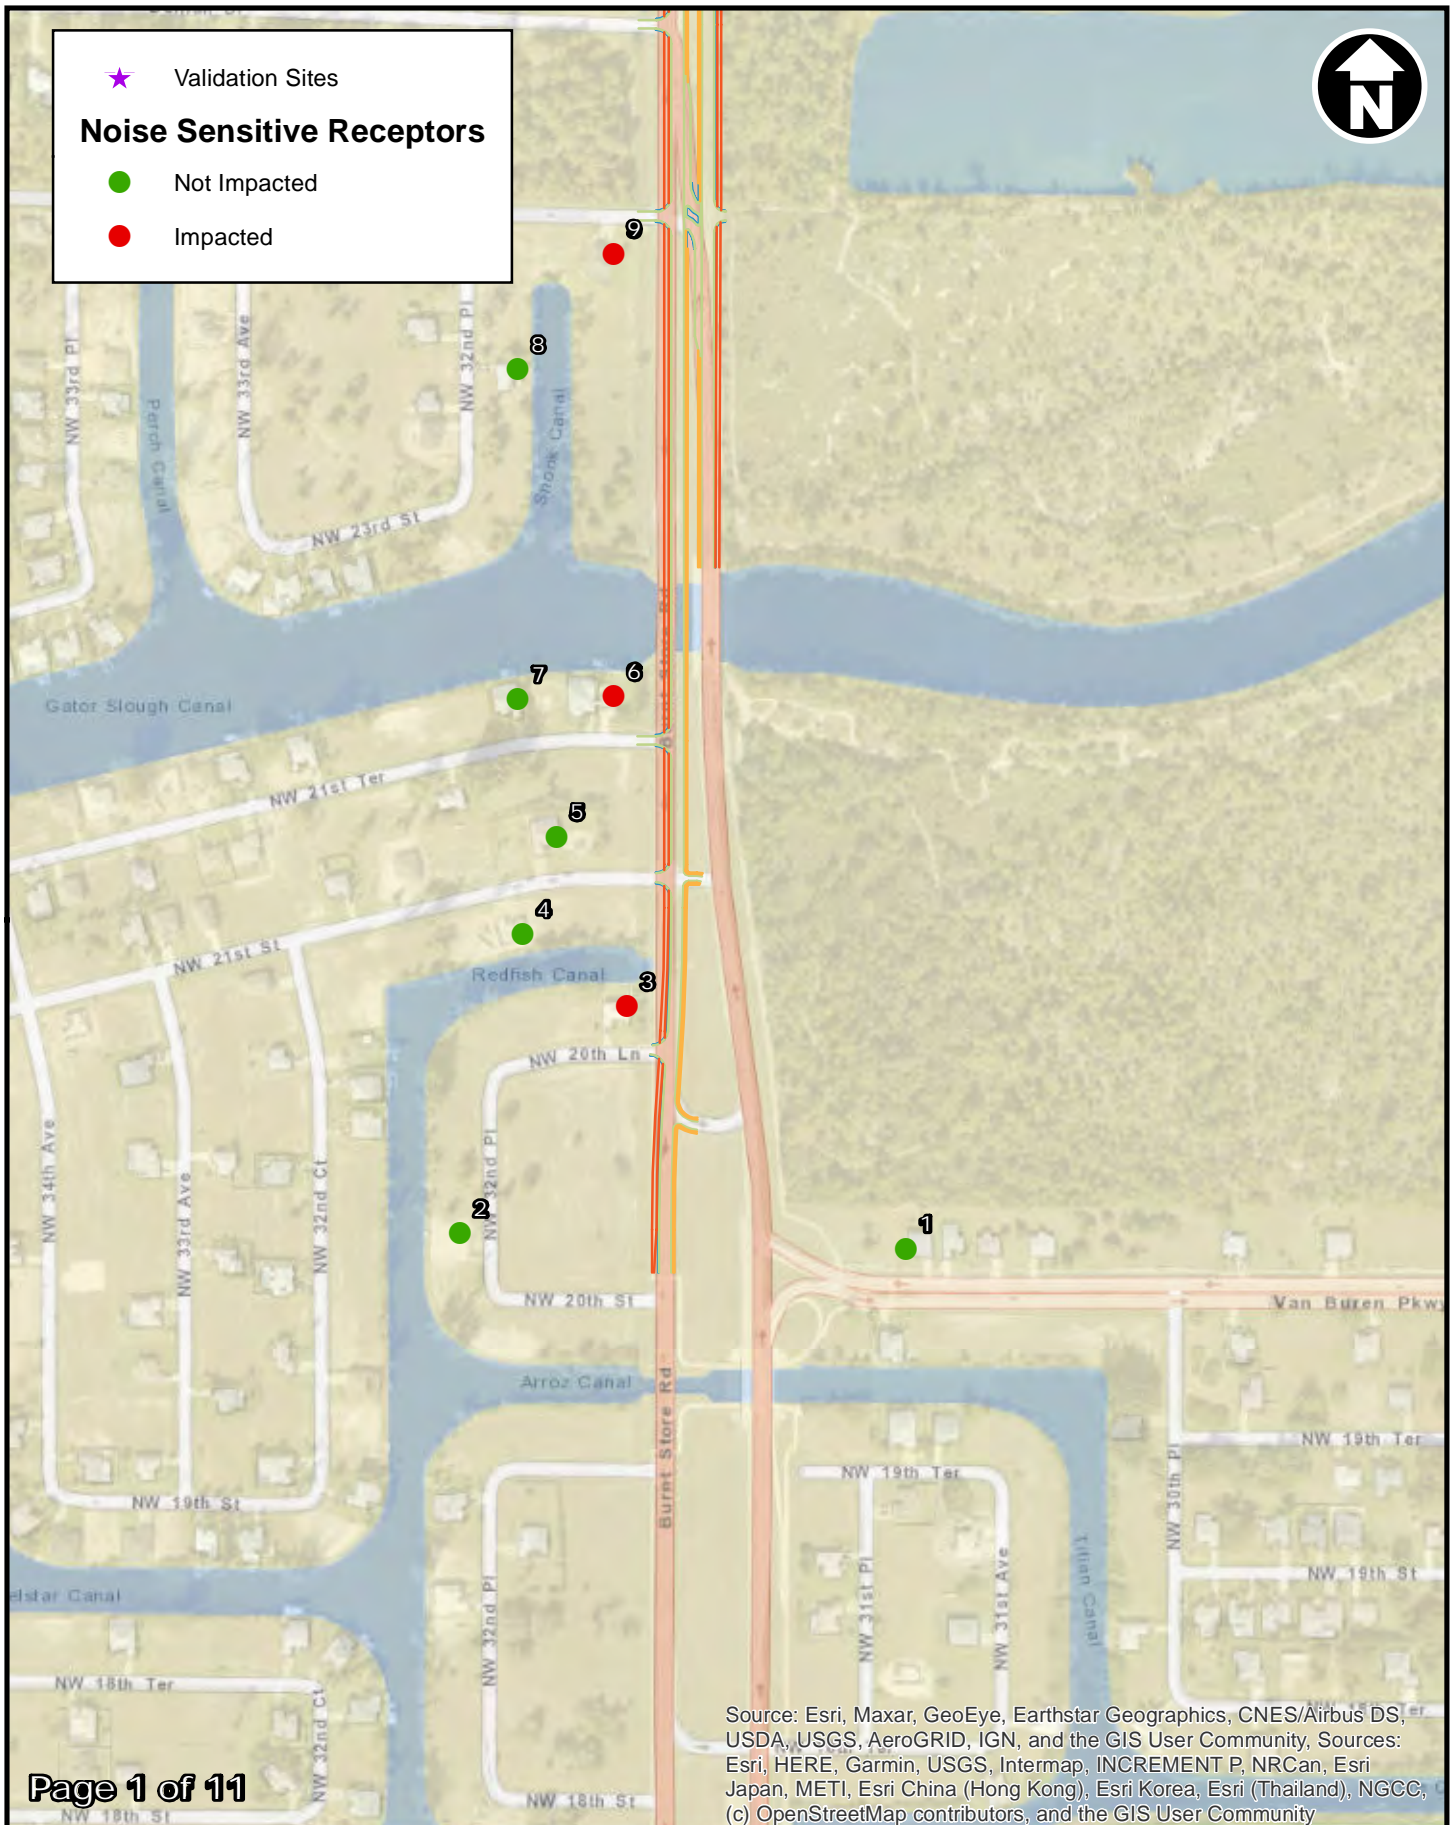 Validation Sites
Noise Sensitive Receptors
Not Impacted
Impacted
N
9
8
NW 33rd Pl
NW 33rd Ave
NW 32nd Pl
Perch Canal
Snook Canal
NW 23rd St
Burnt Store Rd
7
6
Gator Slough Canal
NW 21st Ter
5
4
NW 21st St
Redfish Canal
3
NW 20th Ln
NW 34th Ave
NW 33rd Ave
NW 32nd Ct
NW 32nd Pl
2
1
NW 20th St
Van Buren Pkwy
Arroz Canal
Burnt Store Rd
NW 19th Ter
NW 19th Ter
NW 30th Pl
NW 19th St
NW 19th St
NW 32nd Pl
NW 31st Pl
NW 31st Ave
Titian Canal
elstar Canal
NW 18th Ter
NW 32nd Ct
Source: Esri, Maxar, GeoEye, Earthstar Geographics, CNES/Airbus DS,
USDA, USGS, AeroGRID, IGN, and the GIS User Community, Sources:
Esri, HERE, Garmin, USGS, Intermap, INCREMENT P, NRCan, Esri
Japan, METI, Esri China (Hong Kong), Esri Korea, Esri (Thailand), NGCC,
(c) OpenStreetMap contributors, and the GIS User Community
Page 1 of 11
NW 18th St
NW 18th St